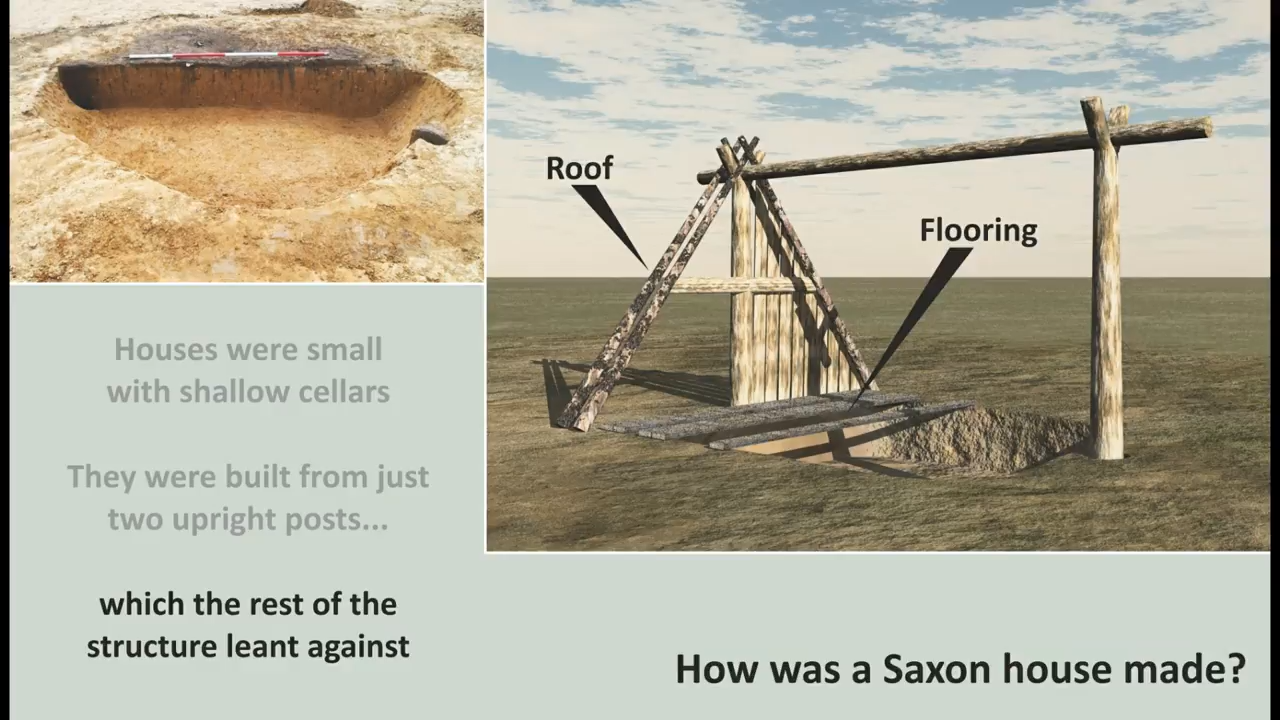 Roof
Flooring
Houses were small
with shallow cellars
They were built from just
two upright posts...
which the rest of the
structure leant against
How was a Saxon house made?